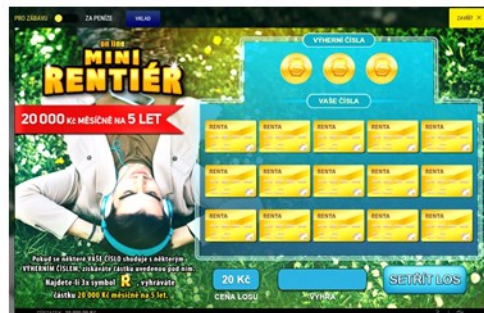 PRO ZÁBAVU
ZA PENÍZE
VKLAD
ZAVŘÍT ×
on line
MINI
RENTIÉR
20 000 Kč MĚSÍČNĚ NA 5 LET
VÝHERNÍ ČÍSLA
VAŠE ČÍSLA
RENTA RENTA RENTA RENTA RENTA
RENTA RENTA RENTA RENTA RENTA
RENTA RENTA RENTA RENTA RENTA
Pokud se některé VAŠE ČÍSLO shoduje s některým
VÝHERNÍM ČÍSLEM, získáváte částku uvedenou pod ním.
Najdete-li 3x symbol R, vyhráváte
částku 20 000 Kč měsíčně na 5 let.
20 Kč
CENA LOSU
VÝHRA
SETŘÍT LOS